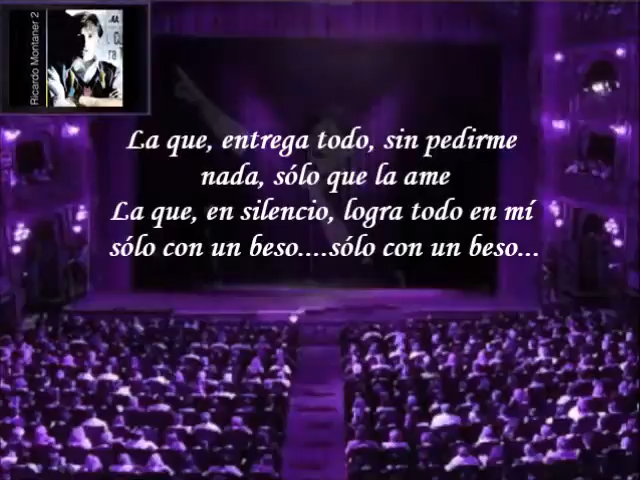 Ricardo Montaner 2
La que, entrega todo, sin pedirme
nada, sólo que la ame
La que, en silencio, logra todo en mí
sólo con un beso....sólo con un beso...